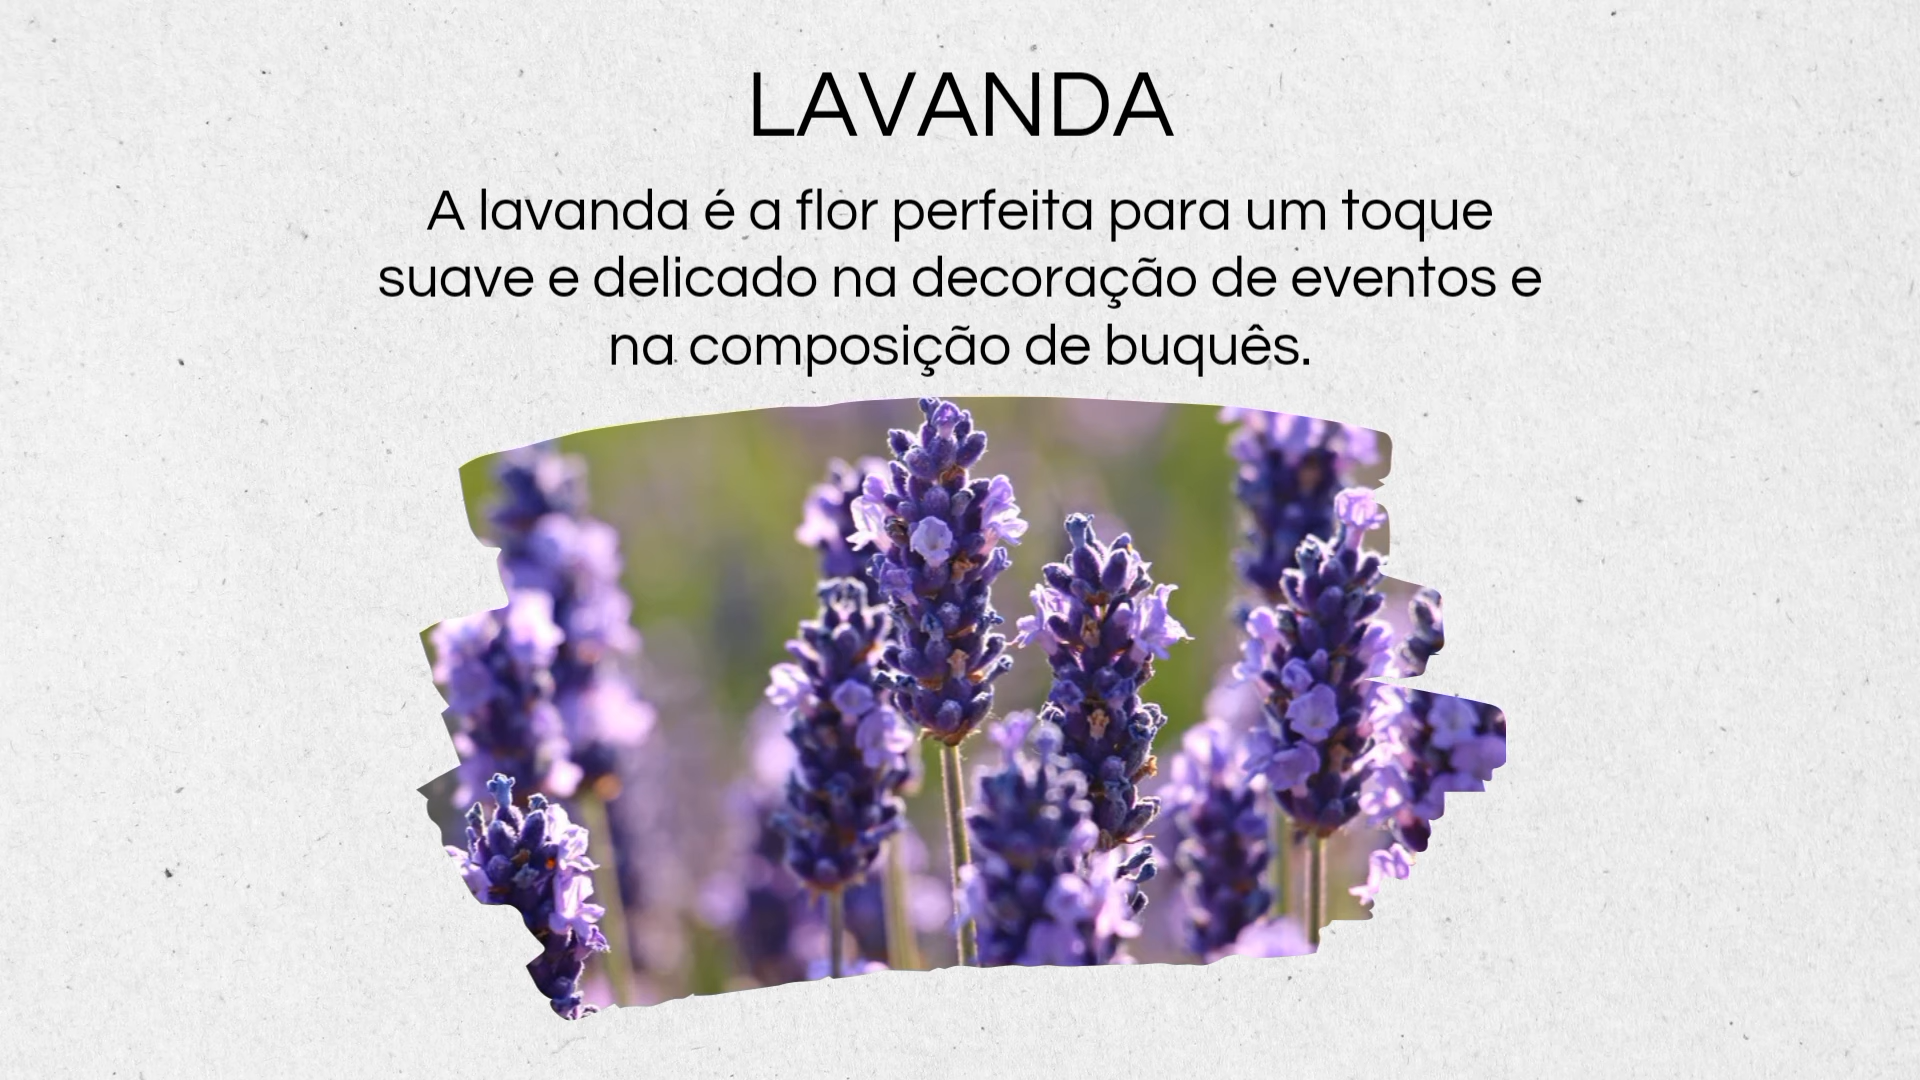 LAVANDA
A lavanda é a flor perfeita para um toque
suave e delicado na decoração de eventos e
na composição de buquês.